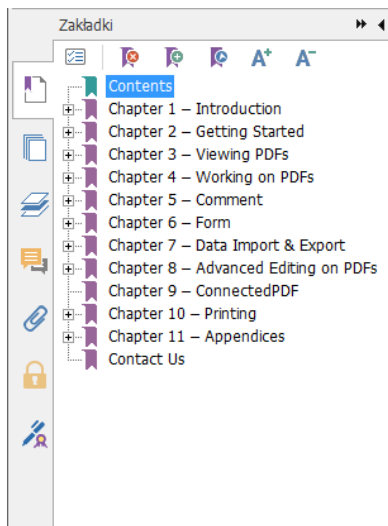 Zakładki
A+ A-
Contents
Chapter 1 – Introduction
Chapter 2 – Getting Started
Chapter 3 – Viewing PDFs
Chapter 4 – Working on PDFs
Chapter 5 – Comment
Chapter 6 – Form
Chapter 7 – Data Import & Export
Chapter 8 – Advanced Editing on PDFs
Chapter 9 – ConnectedPDF
Chapter 10 – Printing
Chapter 11 – Appendices
Contact Us